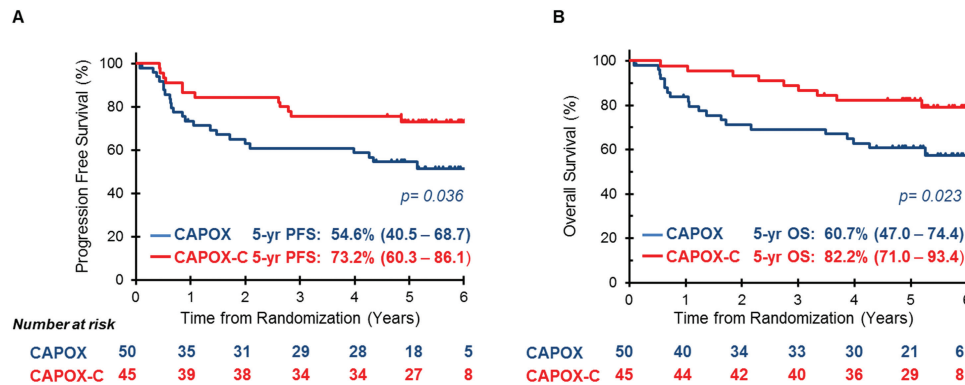 A
Progression Free Survival (%)
100
80
60
40
20
0
p= 0.036
CAPOX 5-yr PFS: 54.6% (40.5 – 68.7)
CAPOX-C 5-yr PFS: 73.2% (60.3 – 86.1)
0 1 2 3 4 5 6
Time from Randomization (Years)
Number at risk
CAPOX 50 35 31 29 28 18 5
CAPOX-C 45 39 38 34 34 27 8
B
Overall Survival (%)
100
80
60
40
20
0
p= 0.023
CAPOX 5-yr OS: 60.7% (47.0 – 74.4)
CAPOX-C 5-yr OS: 82.2% (71.0 – 93.4)
0 1 2 3 4 5 6
Time from Randomization (Years)
50 40 34 33 30 21 6
45 44 42 40 36 29 8